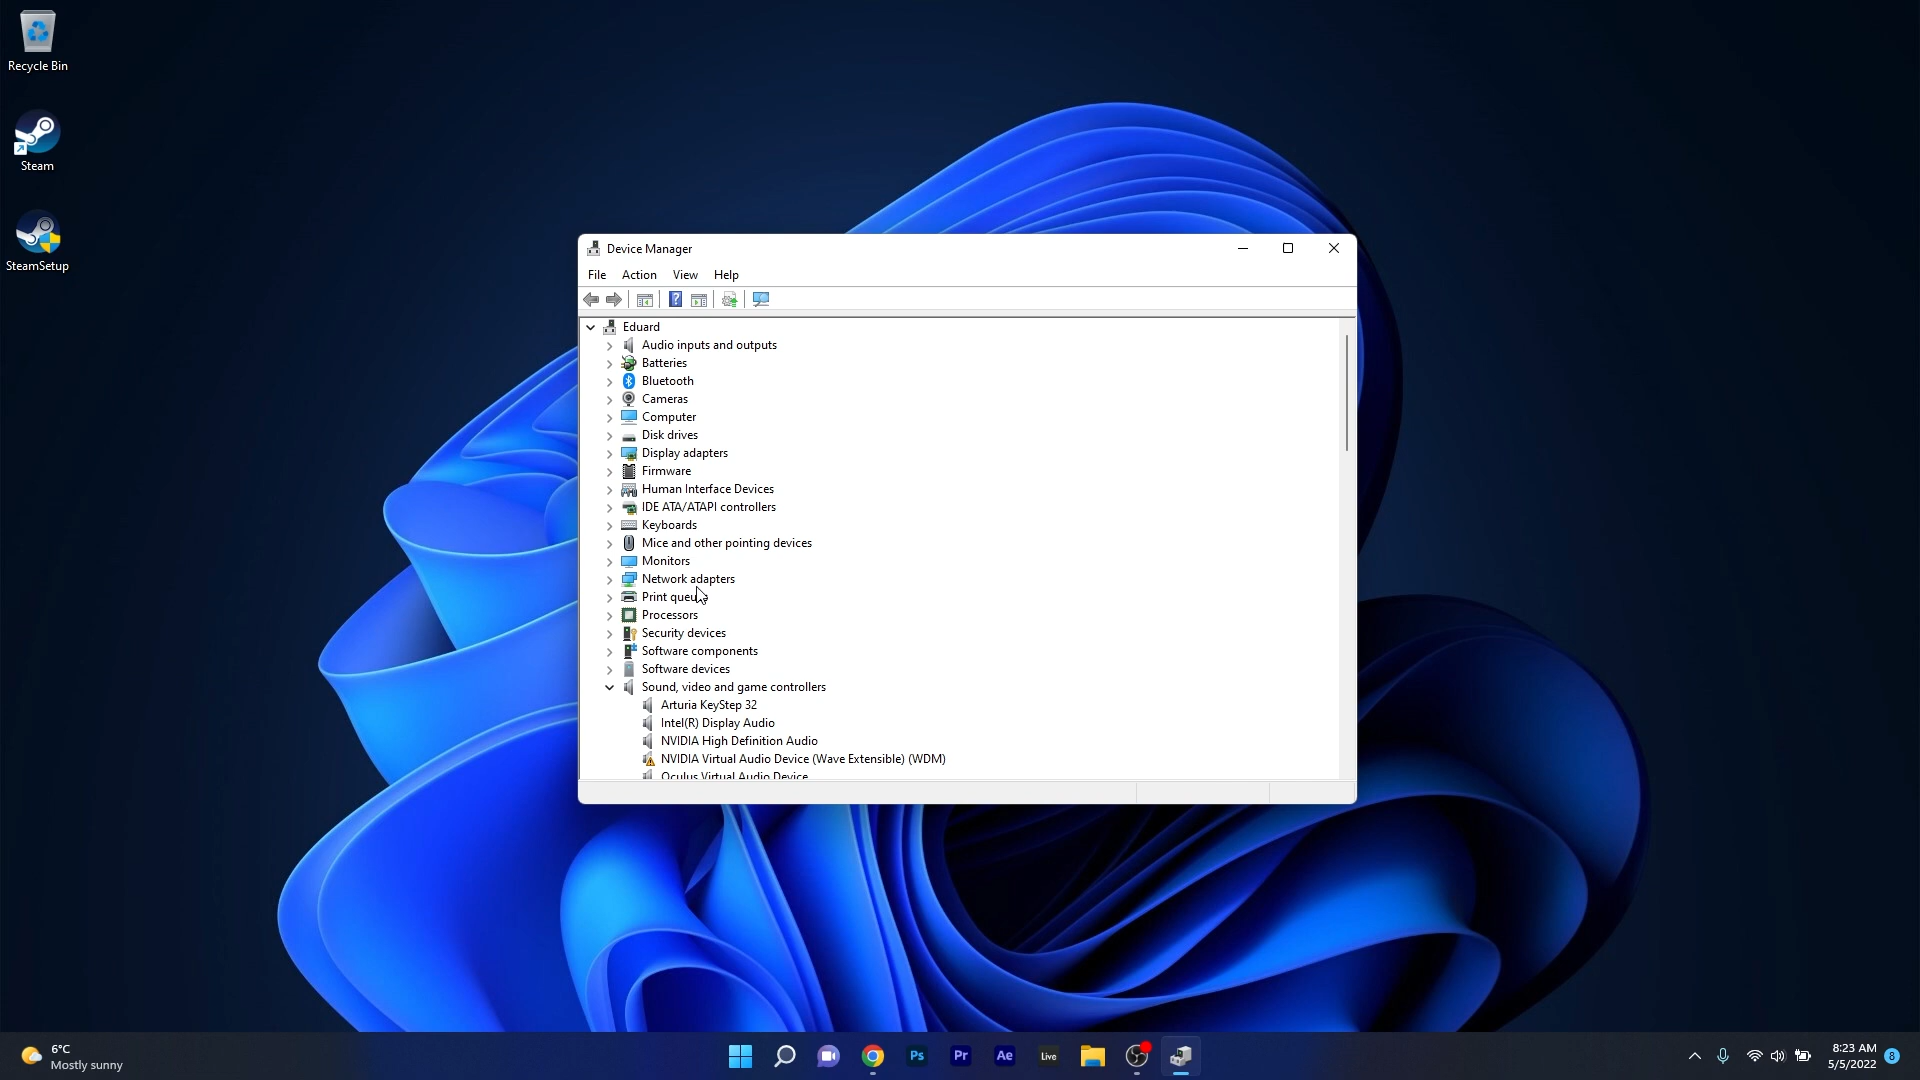 Recycle Bin
Steam
SteamSetup
Device Manager
File Action View Help
Eduard
Audio inputs and outputs
Batteries
Bluetooth
Cameras
Computer
Disk drives
Display adapters
Firmware
Human Interface Devices
IDE ATA/ATAPI controllers
Keyboards
Mice and other pointing devices
Monitors
Network adapters
Print queues
Processors
Security devices
Software components
Software devices
Sound, video and game controllers
Arturia KeyStep 32
Intel(R) Display Audio
NVIDIA High Definition Audio
NVIDIA Virtual Audio Device (Wave Extensible) (WDM)
Oculus Virtual Audio Device
6°C
Mostly sunny
Ps
Pr
Ae
Live
8:23 AM
5/5/2022
8